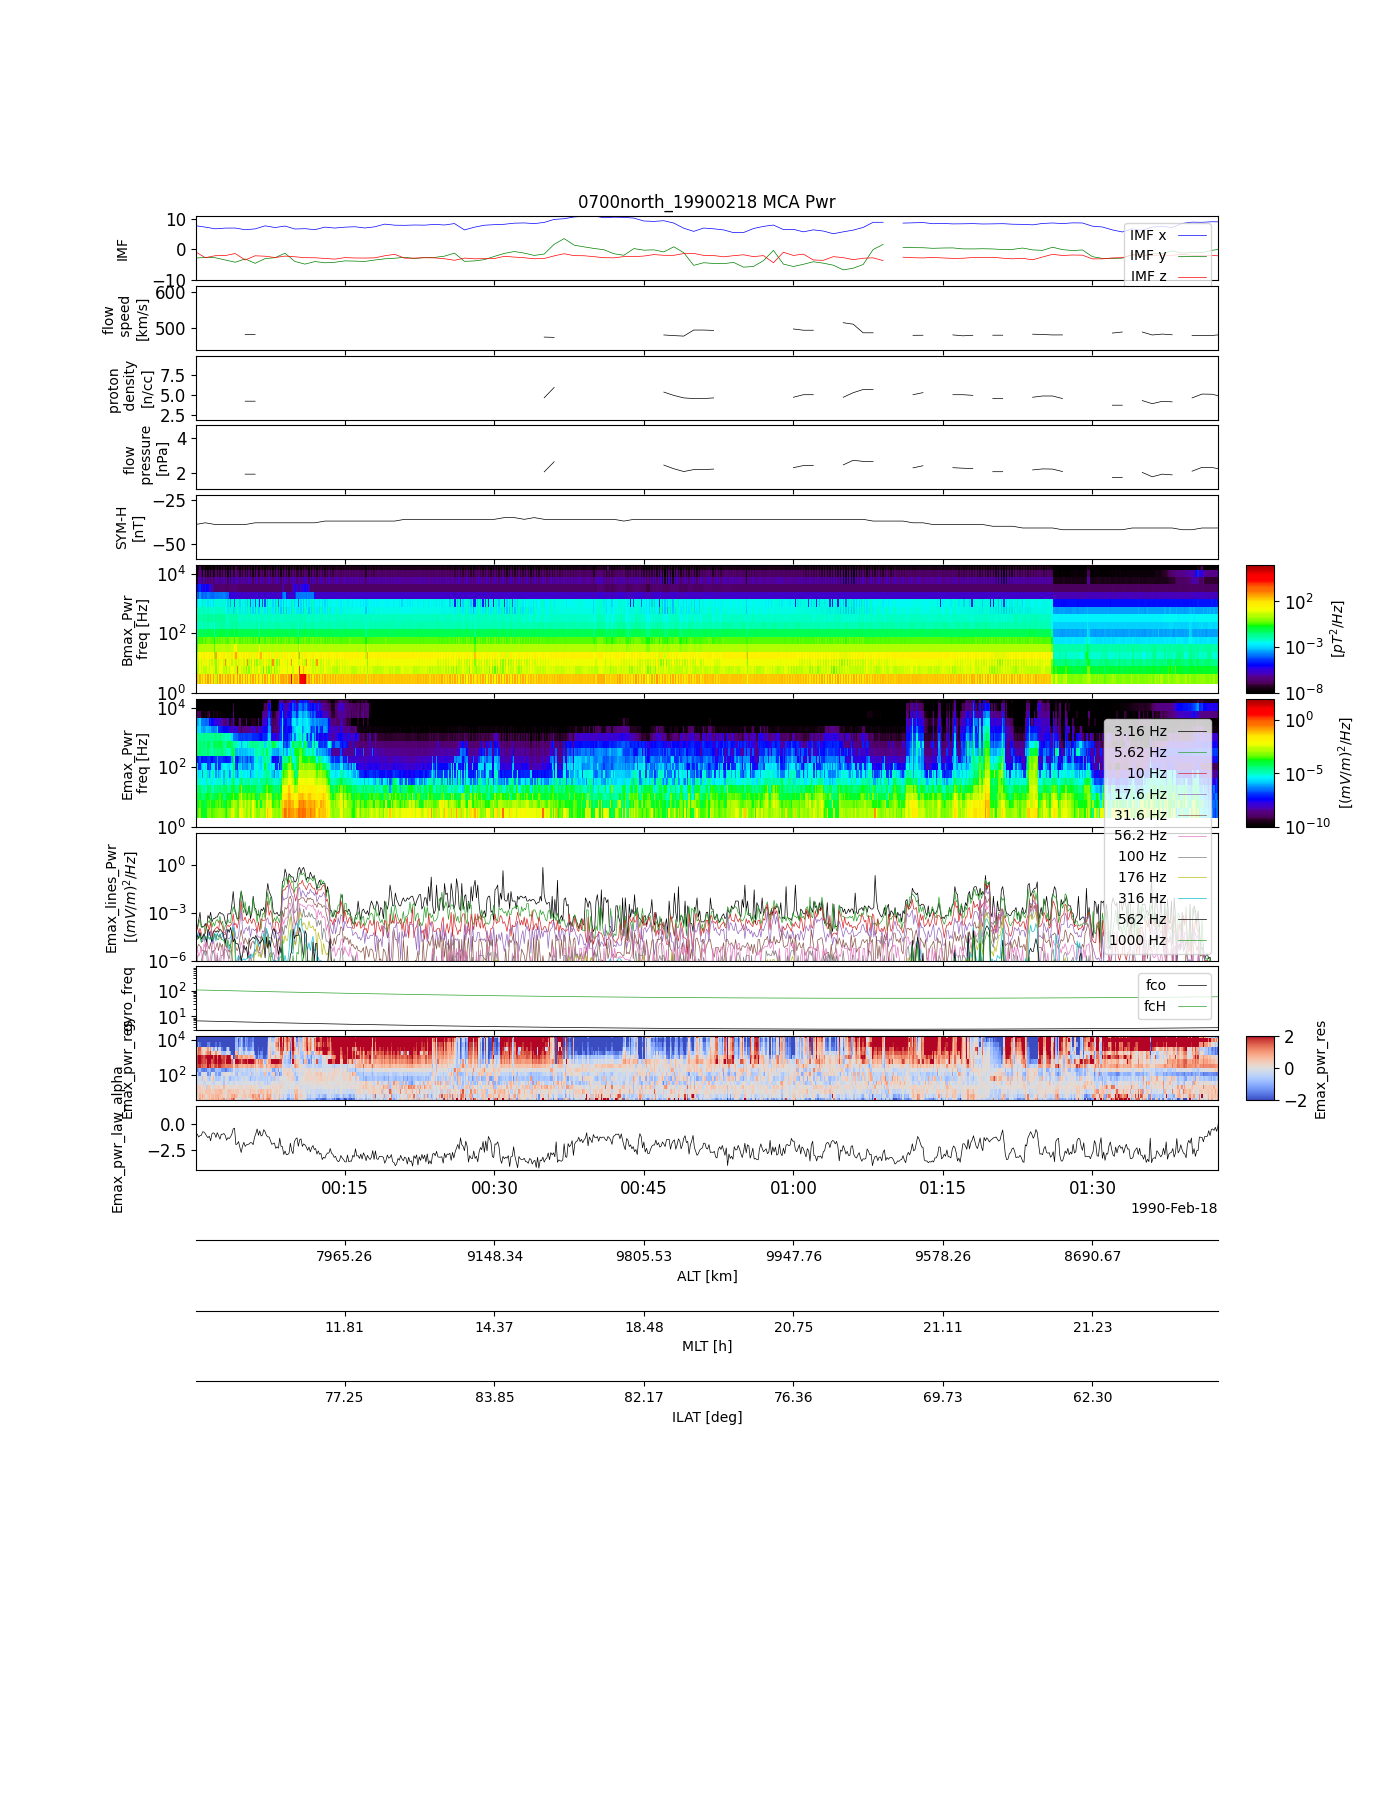 0700north_19900218 MCA Pwr
10
0
−10
IMF
IMF x
IMF y
IMF z
600
500
flow
speed
[km/s]
7.5
5.0
2.5
proton
density
[n/cc]
4
2
flow
pressure
[nPa]
−25
−50
SYM-H
[nT]
10^4
10^2
10^0
Bmax_Pwr
freq [Hz]
10^2
10^−3
10^−8
[pT^2/Hz]
10^4
10^2
10^0
Emax_Pwr
freq [Hz]
10^0
10^−5
10^−10
[(mV/m)^2/Hz]
3.16 Hz
5.62 Hz
10 Hz
17.6 Hz
31.6 Hz
56.2 Hz
100 Hz
176 Hz
316 Hz
562 Hz
1000 Hz
10^0
10^−3
10^−6
Emax_lines_Pwr
[(mV/m)^2/Hz]
10^2
10^1
gyro_freq
fco
fcH
10^4
10^2
Emax_pwr_res
2
0
−2
Emax_pwr_res
0.0
−2.5
Emax_pwr_law_alpha
00:15 00:30 00:45 01:00 01:15 01:30
1990-Feb-18
7965.26 9148.34 9805.53 9947.76 9578.26 8690.67
ALT [km]
11.81 14.37 18.48 20.75 21.11 21.23
MLT [h]
77.25 83.85 82.17 76.36 69.73 62.30
ILAT [deg]